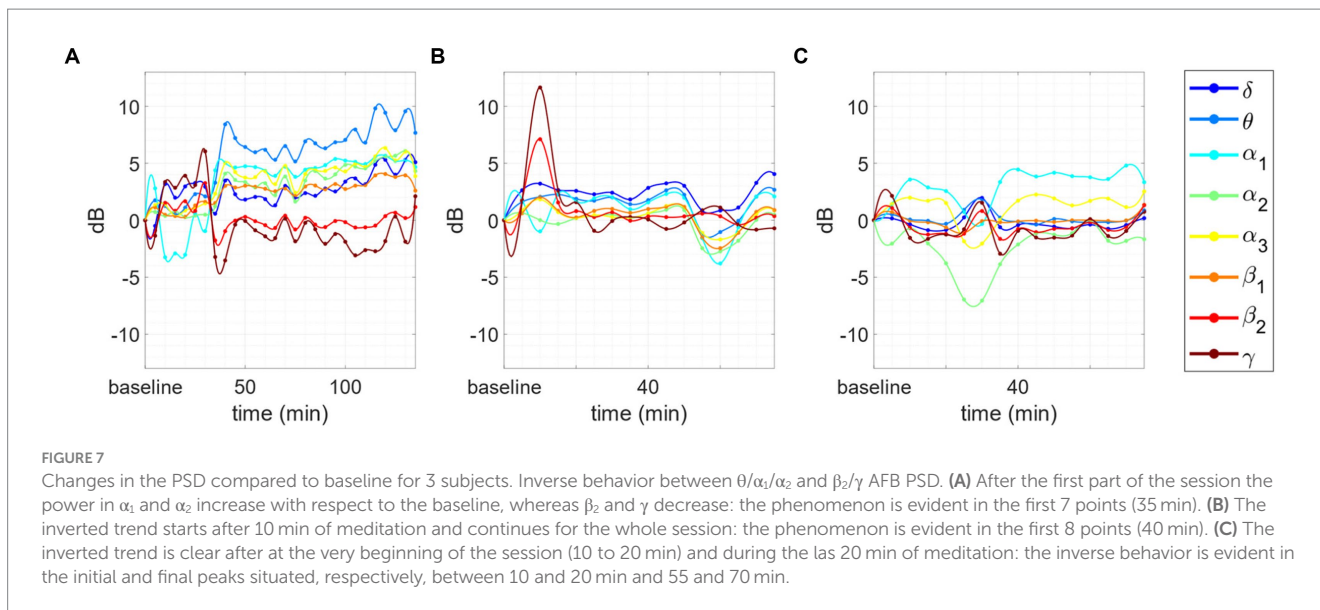 A
B
C
10
5
0
-5
-10
dB
baseline
50
100
time (min)
10
5
0
-5
-10
dB
baseline
40
time (min)
10
5
0
-5
-10
dB
baseline
40
time (min)
δ
θ
α₁
α₂
α₃
β₁
β₂
γ
FIGURE 7
Changes in the PSD compared to baseline for 3 subjects. Inverse behavior between θ/α₁/α₂ and β₂/γ AFB PSD. (A) After the first part of the session the
power in α₁ and α₂ increase with respect to the baseline, whereas β₂ and γ decrease: the phenomenon is evident in the first 7 points (35 min). (B) The
inverted trend starts after 10 min of meditation and continues for the whole session: the phenomenon is evident in the first 8 points (40 min). (C) The
inverted trend is clear after at the very beginning of the session (10 to 20 min) and during the las 20 min of meditation: the inverse behavior is evident in
the initial and final peaks situated, respectively, between 10 and 20 min and 55 and 70 min.